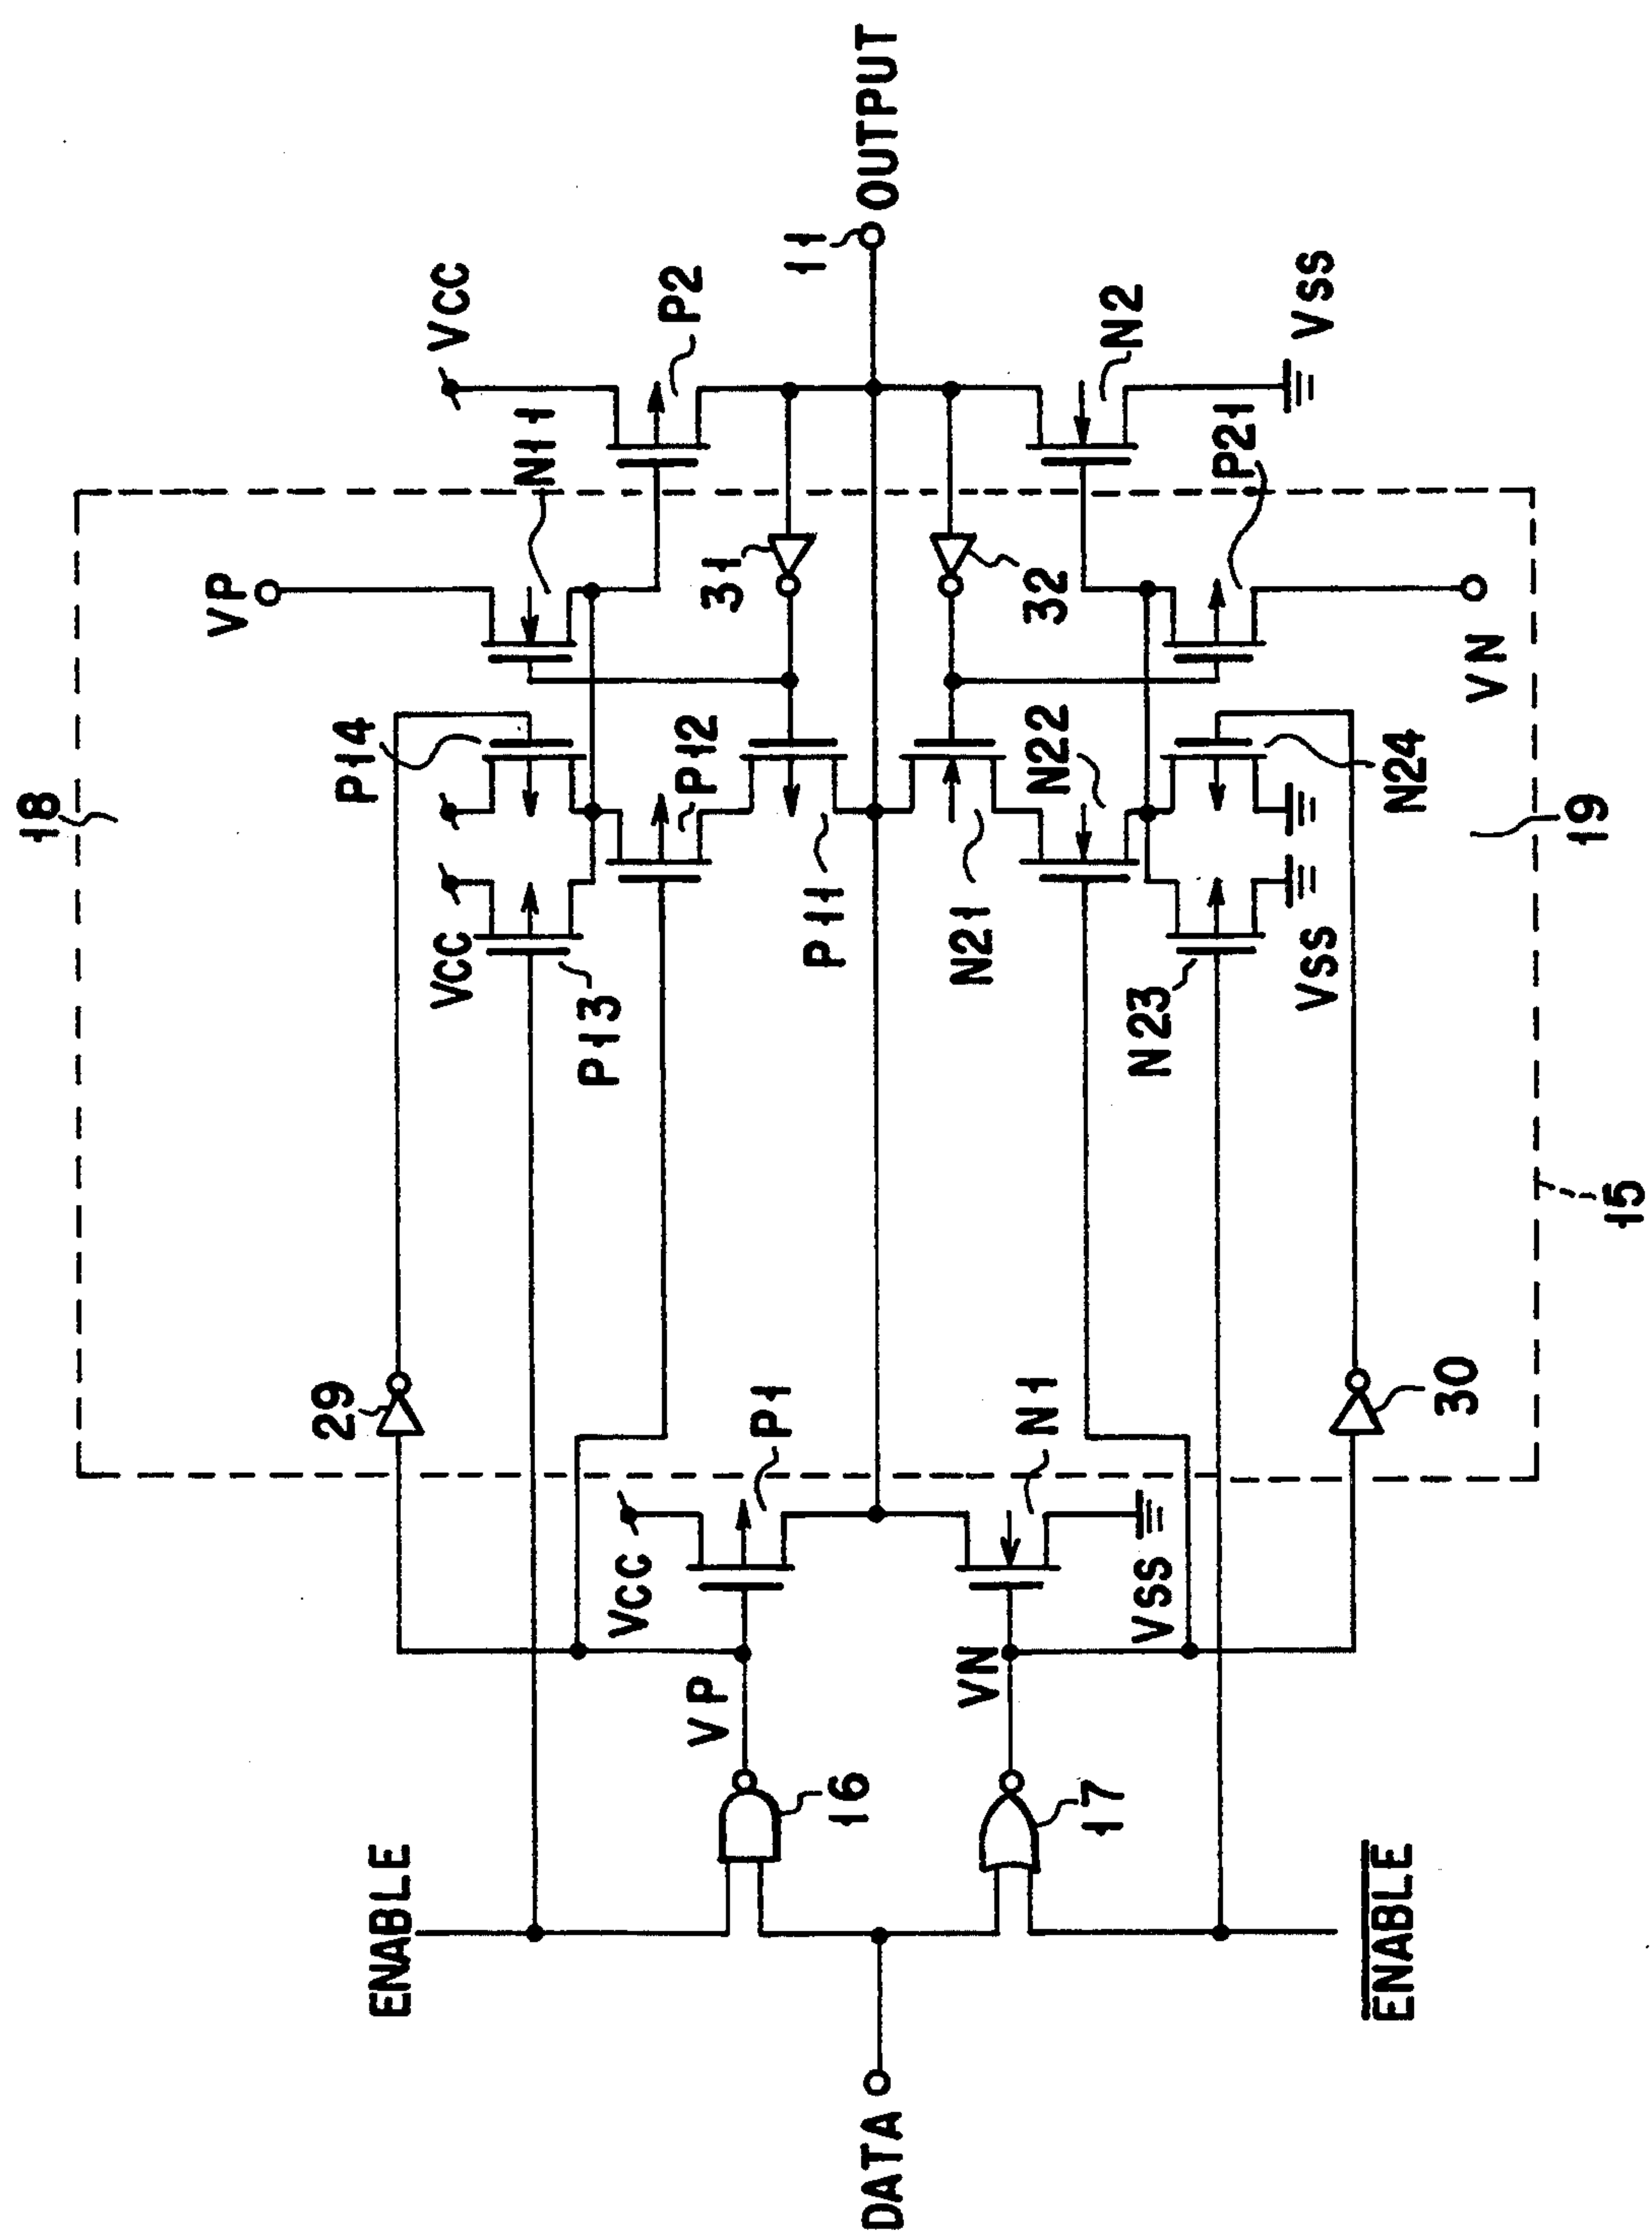 18
VP
VCC
N11
P2
P14
P12
31
11
OUTPUT
VCC
P13
P11
29
ENABLE
VCC
P1
VP
16
DATA
VN
17
N1
VSS
N21
N22
32
N2
VSS
P21
N23
VSS
N24
VN
19
30
15
ENABLE